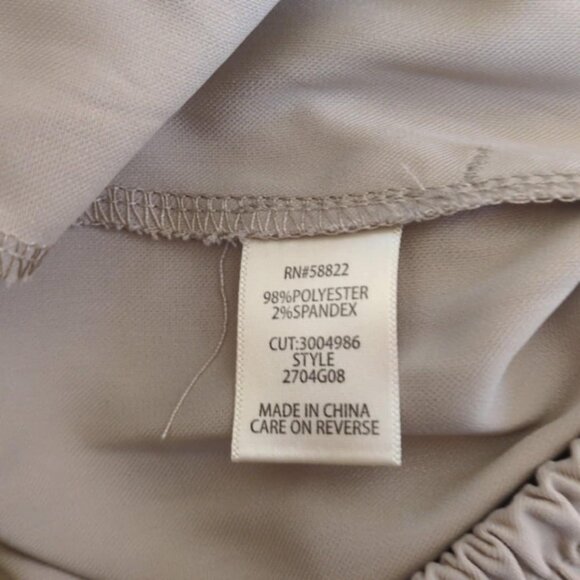 RN#58822
98%POLYESTER
2%SPANDEX
CUT:3004986
STYLE
2704G08
MADE IN CHINA
CARE ON REVERSE